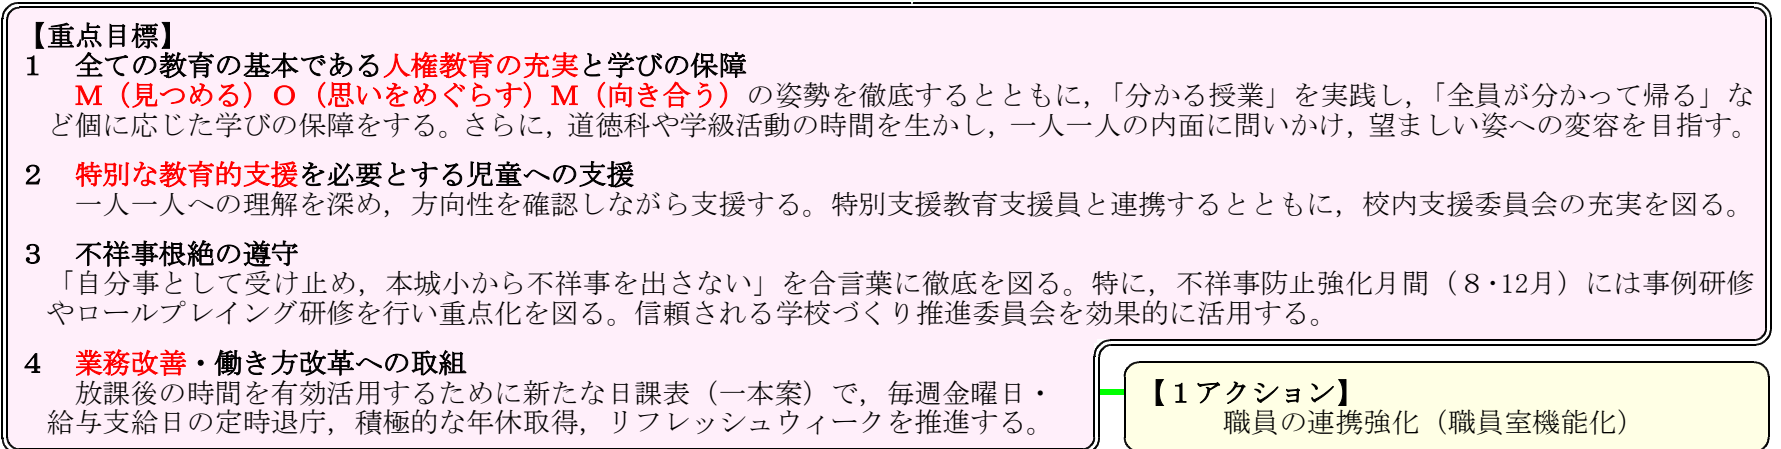 【重点目標】
１　全ての教育の基本である人権教育の充実と学びの保障
Ｍ（見つめる）Ｏ（思いをめぐらす）Ｍ（向き合う）の姿勢を徹底するとともに，「分かる授業」を実践し，「全員が分かって帰る」な
ど個に応じた学びの保障をする。さらに，道徳科や学級活動の時間を生かし，一人一人の内面に問いかけ，望ましい姿への変容を目指す。
２　特別な教育的支援を必要とする児童への支援
一人一人への理解を深め，方向性を確認しながら支援する。特別支援教育支援員と連携するとともに，校内支援委員会の充実を図る。
３　不祥事根絶の遵守
「自分事として受け止め，本城小から不祥事を出さない」を合言葉に徹底を図る。特に，不祥事防止強化月間（８・12月）には事例研修
やロールプレイング研修を行い重点化を図る。信頼される学校づくり推進委員会を効果的に活用する。
４　業務改善・働き方改革への取組
放課後の時間を有効活用するために新たな日課表（一本案）で，毎週金曜日・
給与支給日の定時退庁，積極的な年休取得，リフレッシュウィークを推進する。
【１アクション】
職員の連携強化（職員室機能化）